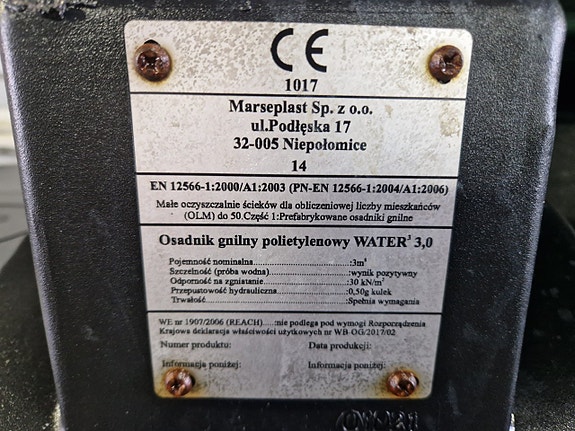 CE
1017
Marseplast Sp. z o.o.
ul.Podłęska 17
32-005 Niepołomice
14
EN 12566-1:2000/A1:2003 (PN-EN 12566-1:2004/A1:2006)
Małe oczyszczalnie ścieków dla obliczeniowej liczby mieszkańców
(OLM) do 50.Część 1:Prefabrykowane osadniki gnilne
Osadnik gnilny polietylenowy WATER³ 3,0
Pojemność nominalna..............................:3m³
Szczelność (próba wodna)..............................:wynik pozytywny
Odporność na zgniatanie..............................:30 kN/m²
Przepustowość hydrauliczna..............................:0,50g kulek
Trwałość..............................:Spełnia wymagania
WE nr 1907/2006 (REACH).....:nie podlega pod wymogi Rozporządzenia
Krajowa deklaracja właściwości użytkowych nr WB-OG/2017/02
Numer produktu: Data produkcji:
Informacja poniżej: Informacja poniżej: